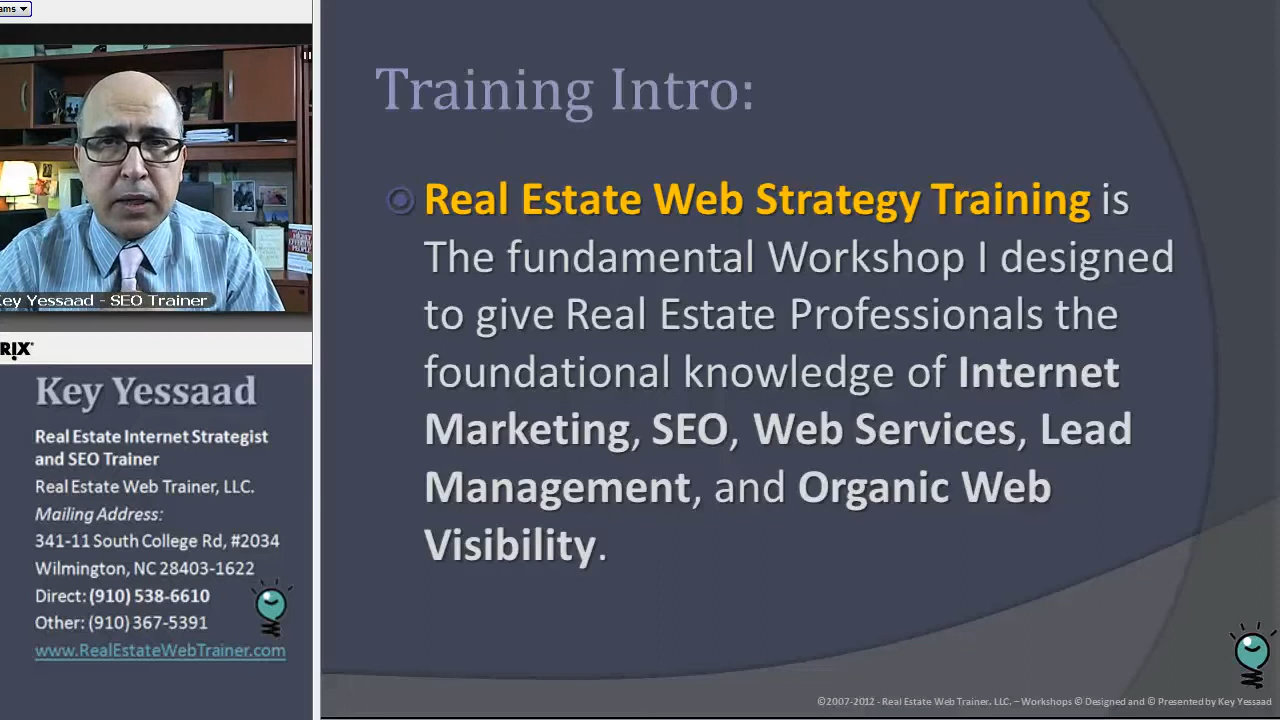 ams
Key Yessaad - SEO Trainer
RIX
Key Yessaad
Real Estate Internet Strategist
and SEO Trainer
Real Estate Web Trainer, LLC.
Mailing Address:
341-11 South College Rd, #2034
Wilmington, NC 28403-1622
Direct: (910) 538-6610
Other: (910) 367-5391
www.RealEstateWebTrainer.com
Training Intro:
Real Estate Web Strategy Training is
The fundamental Workshop I designed
to give Real Estate Professionals the
foundational knowledge of Internet
Marketing, SEO, Web Services, Lead
Management, and Organic Web
Visibility.
©2007-2012 - Real Estate Web Trainer, LLC, – Workshops © Designed and © Presented by Key Yessaad